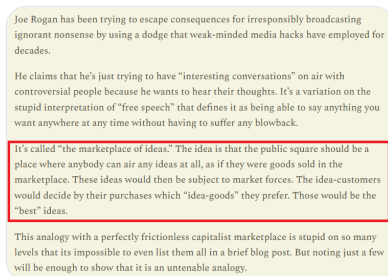 Joe Rogan has been trying to escape consequences for irresponsibly broadcasting
ignorant nonsense by using a dodge that weak-minded media hacks have employed for
decades.
He claims that he's just trying to have “interesting conversations” on air with
controversial people because he wants to hear their thoughts. It's a variation on the
stupid interpretation of “free speech” that defines it as being able to say anything you
want anywhere at any time without having to suffer any blowback.
It's called “the marketplace of ideas.” The idea is that the public square should be a
place where anybody can air any ideas at all, as if they were goods sold in the
marketplace. These ideas would then be subject to market forces. The idea-customers
would decide by their purchases which “idea-goods” they prefer. Those would be the
“best” ideas.
This analogy with a perfectly frictionless capitalist marketplace is stupid on so many
levels that its impossible to even list them all in a brief blog post. But noting just a few
will be enough to show that it is an untenable analogy.